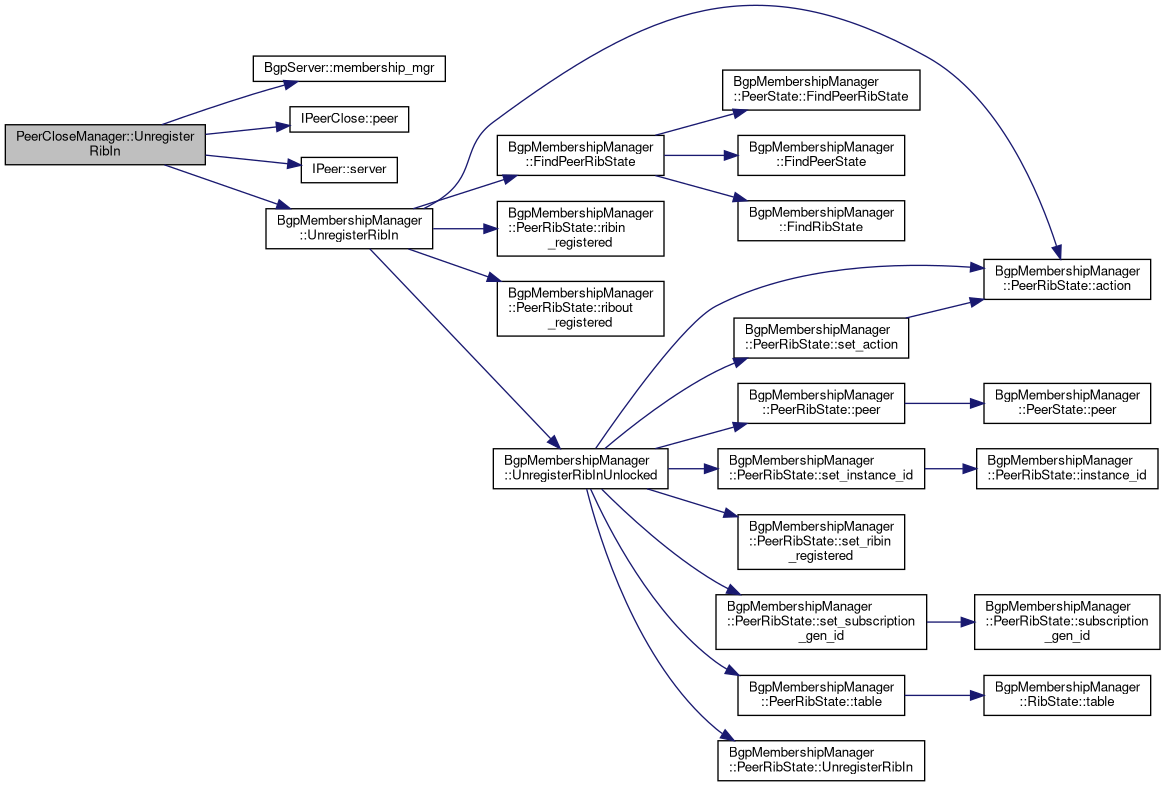 PeerCloseManager::Unregister
RibIn
BgpServer::membership_mgr
IPeerClose::peer
IPeer::server
BgpMembershipManager
::UnregisterRibIn
BgpMembershipManager
::FindPeerRibState
BgpMembershipManager
::PeerRibState::ribin
_registered
BgpMembershipManager
::PeerRibState::ribout
_registered
BgpMembershipManager
::UnregisterRibInUnlocked
BgpMembershipManager
::PeerState::FindPeerRibState
BgpMembershipManager
::FindPeerState
BgpMembershipManager
::FindRibState
BgpMembershipManager
::PeerRibState::set_action
BgpMembershipManager
::PeerRibState::peer
BgpMembershipManager
::PeerRibState::set_instance_id
BgpMembershipManager
::PeerRibState::set_ribin
_registered
BgpMembershipManager
::PeerRibState::set_subscription
_gen_id
BgpMembershipManager
::PeerRibState::table
BgpMembershipManager
::PeerRibState::UnregisterRibIn
BgpMembershipManager
::PeerRibState::action
BgpMembershipManager
::PeerState::peer
BgpMembershipManager
::PeerRibState::instance_id
BgpMembershipManager
::PeerRibState::subscription
_gen_id
BgpMembershipManager
::RibState::table